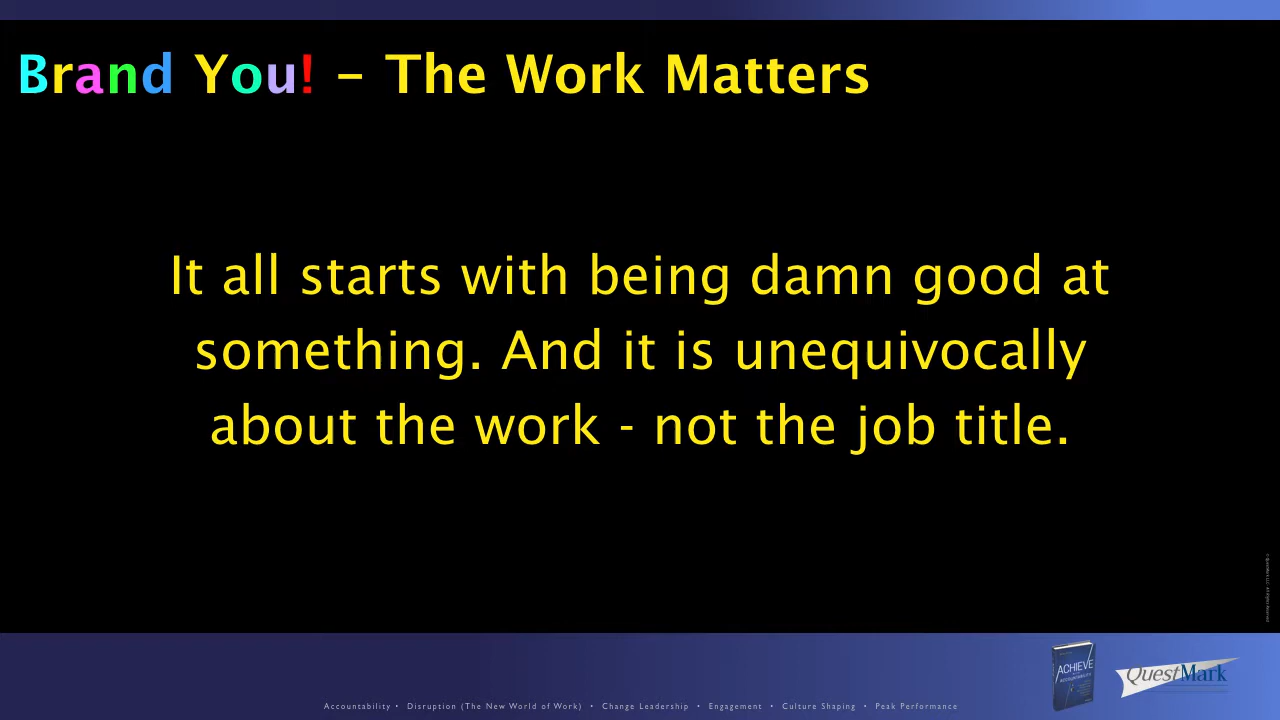 Brand You! – The Work Matters
It all starts with being damn good at
something. And it is unequivocally
about the work - not the job title.
ACHIEVE
ACCOUNTABILITY
QuestMark
Accountability • Disruption (The New World of Work) • Change Leadership • Engagement • Culture Shaping • Peak Performance